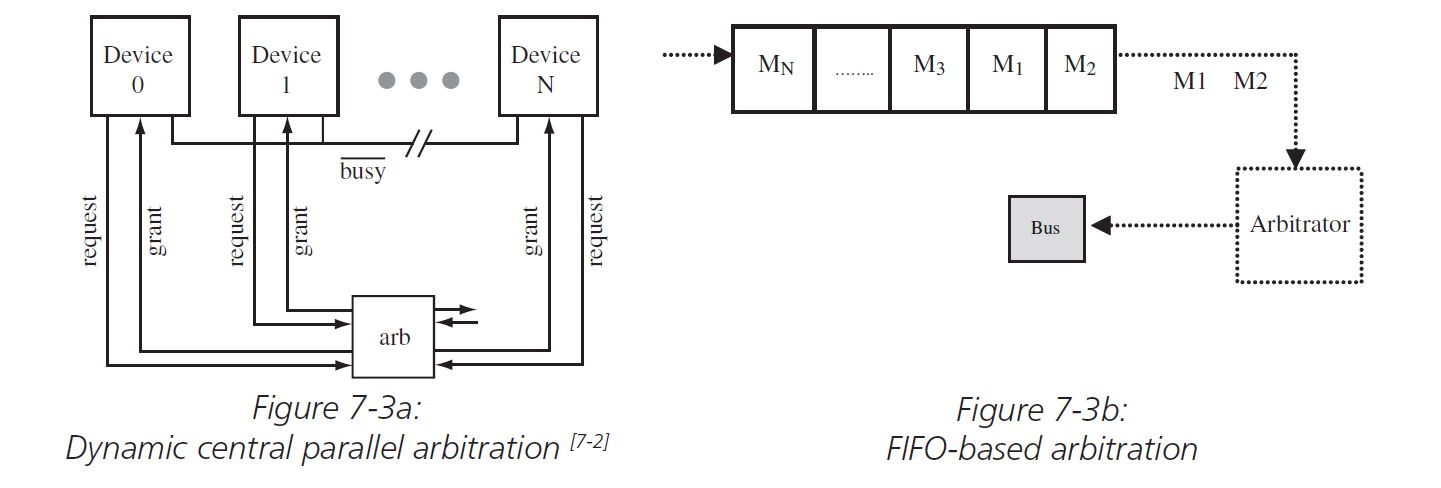 Device
0
Device
1
Device
N
busy
request
grant
request
grant
grant
request
arb
Figure 7-3a:
Dynamic central parallel arbitration [7-2]
MN
........
M3
M1
M2
M1 M2
Arbitrator
Bus
Figure 7-3b:
FIFO-based arbitration